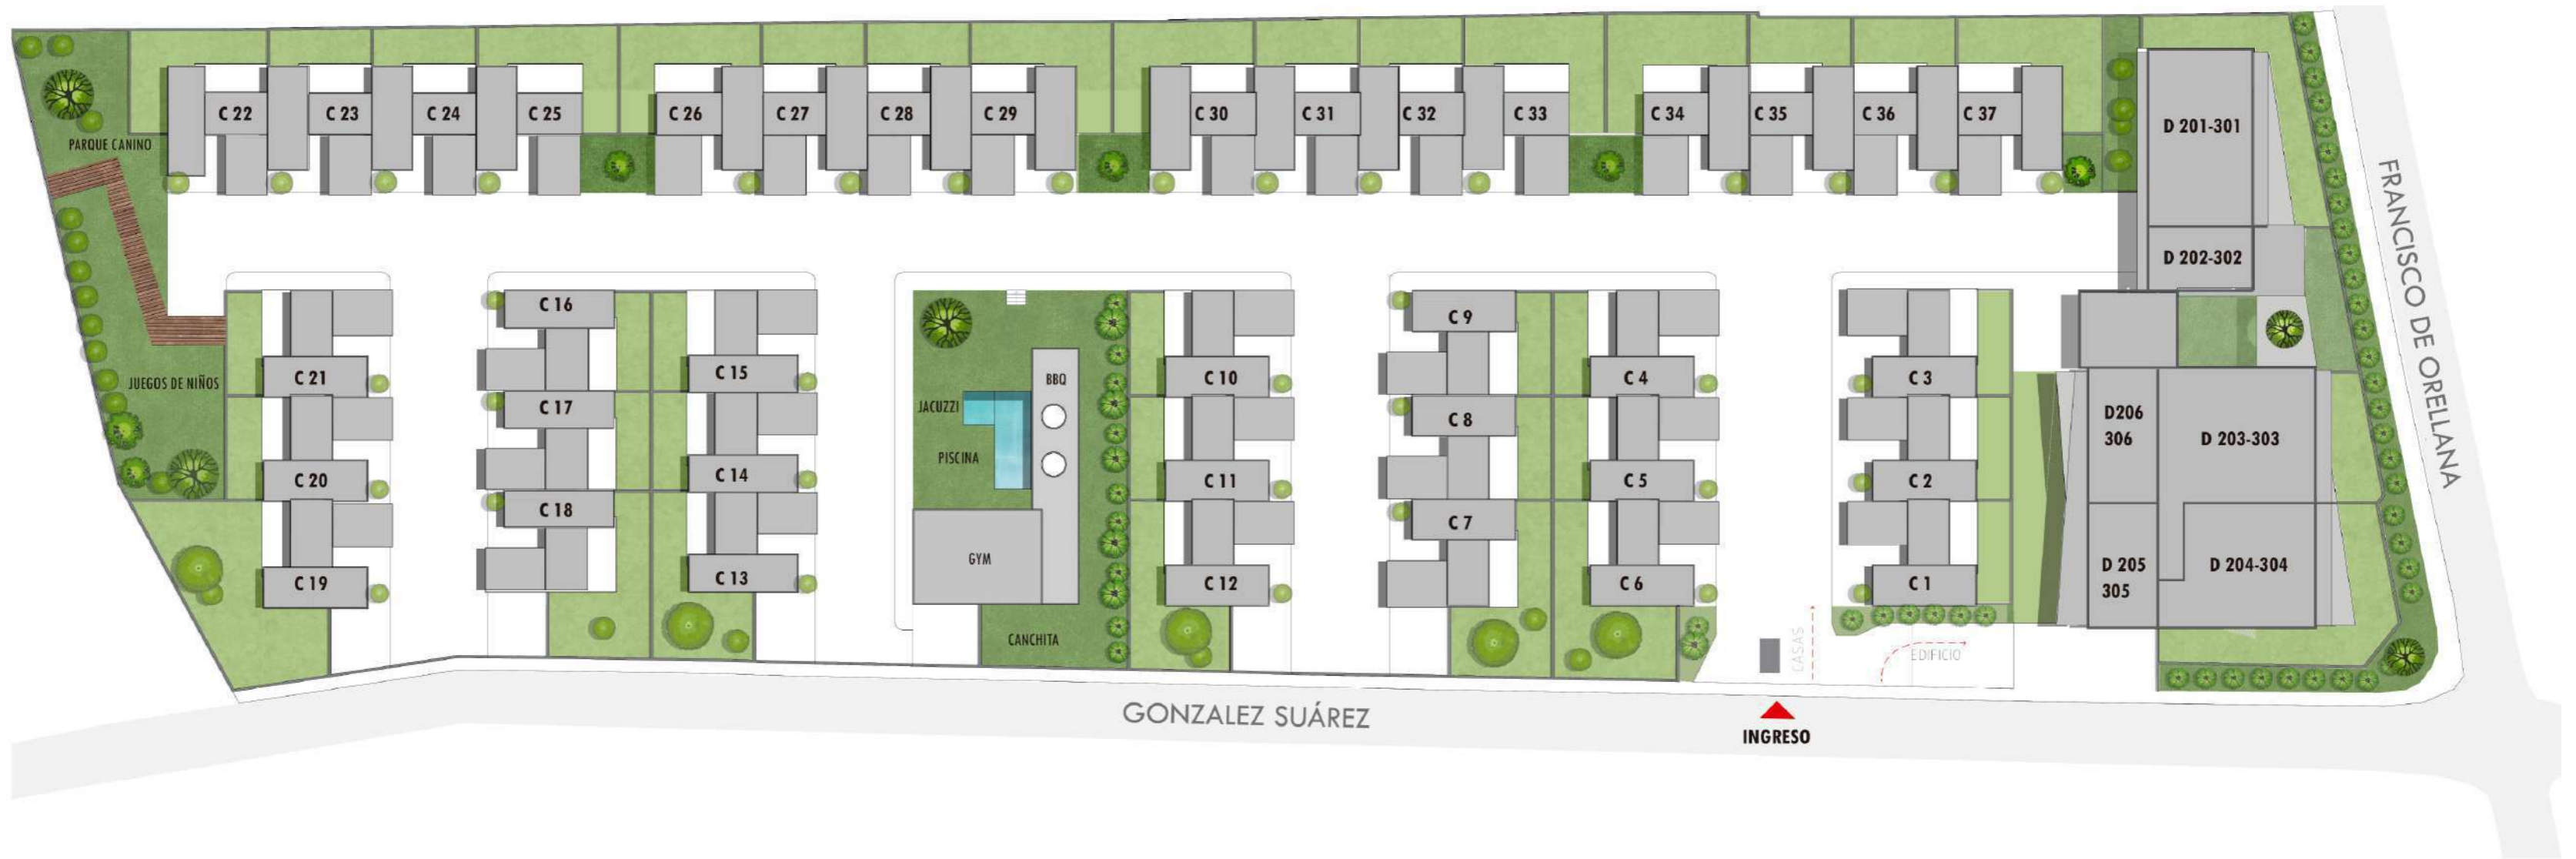 C 22
C 23
C 24
C 25
C 26
C 27
C 28
C 29
C 30
C 31
C 32
C 33
C 34
C 35
C 36
C 37
D 201-301
PARQUE CANINO
D 202-302
FRANCISCO DE ORELLANA
C 16
C 9
C 21
C 15
BBQ
C 10
C 4
C 3
JUEGOS DE NIÑOS
C 17
JACUZZI
C 8
D206
306
D 203-303
PISCINA
C 20
C 14
C 11
C 5
C 2
C 18
C 7
GYM
C 19
C 13
C 12
C 6
C 1
D 205
305
D 204-304
CANCHITA
CASAS
EDIFICIO
GONZALEZ SUÁREZ
INGRESO